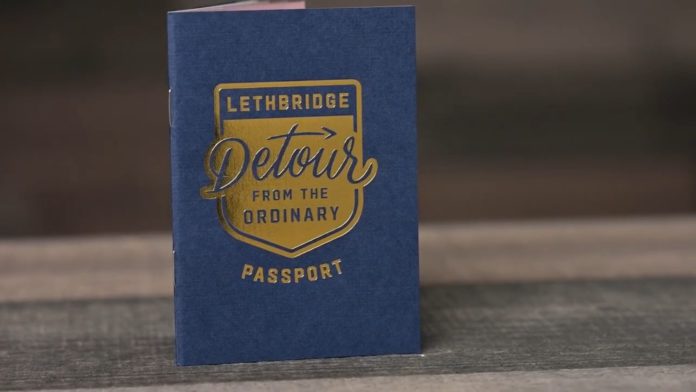 LETHBRIDGE
Detour
FROM THE
ORDINARY
PASSPORT